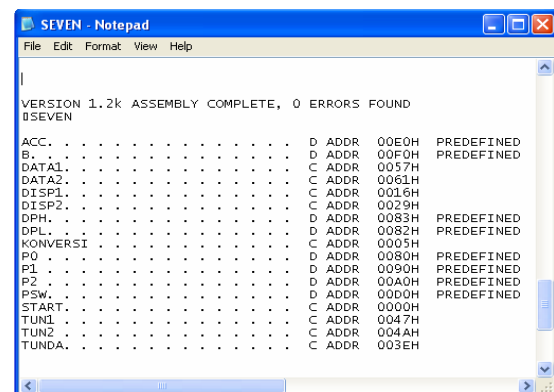 SEVEN - Notepad
File Edit Format View Help
VERSION 1.2k ASSEMBLY COMPLETE, 0 ERRORS FOUND
▯SEVEN
ACC. . . . . . . . . . . . . . . D ADDR 00E0H PREDEFINED
B. . . . . . . . . . . . . . . . D ADDR 00F0H PREDEFINED
DATA1. . . . . . . . . . . . . . C ADDR 0057H
DATA2. . . . . . . . . . . . . . C ADDR 0061H
DISP1. . . . . . . . . . . . . . C ADDR 0016H
DISP2. . . . . . . . . . . . . . C ADDR 0029H
DPH. . . . . . . . . . . . . . . D ADDR 0083H PREDEFINED
DPL. . . . . . . . . . . . . . . D ADDR 0082H PREDEFINED
KONVERSI . . . . . . . . . . . . C ADDR 0005H
P0 . . . . . . . . . . . . . . . D ADDR 0080H PREDEFINED
P1 . . . . . . . . . . . . . . . D ADDR 0090H PREDEFINED
P2 . . . . . . . . . . . . . . . D ADDR 00A0H PREDEFINED
PSW. . . . . . . . . . . . . . . D ADDR 00D0H PREDEFINED
START. . . . . . . . . . . . . . C ADDR 0000H
TUN1 . . . . . . . . . . . . . . C ADDR 0047H
TUN2 . . . . . . . . . . . . . . C ADDR 004AH
TUNDA. . . . . . . . . . . . . . C ADDR 003EH